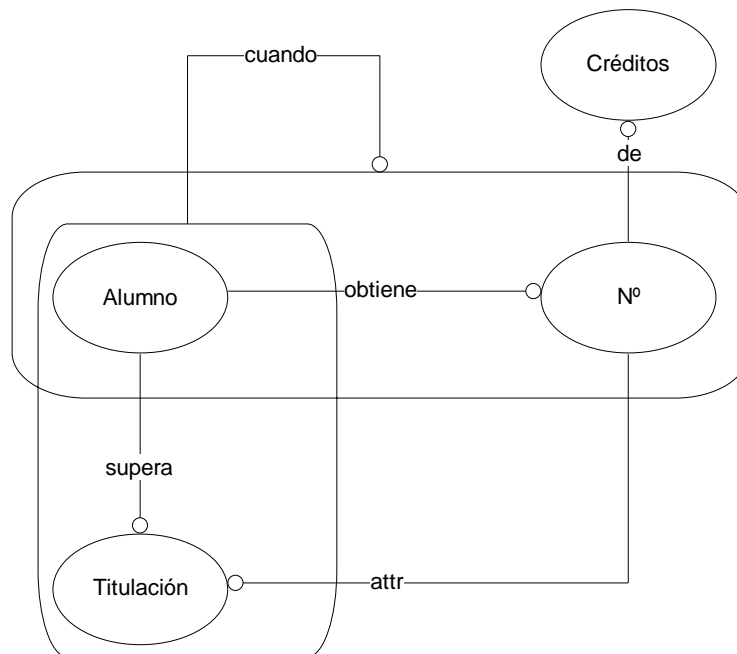 cuando
Créditos
de
Alumno
obtiene
Nº
supera
Titulación
attr